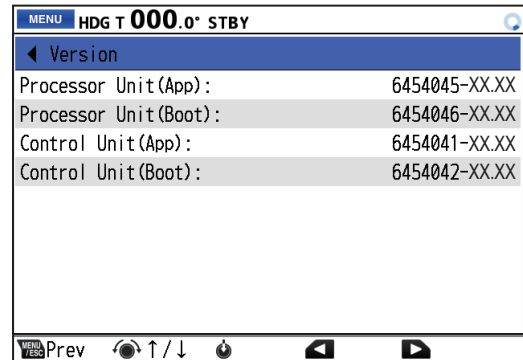 MENU HDG T 000.0° STBY
◀ Version
Processor Unit(App): 6454045-XX.XX
Processor Unit(Boot): 6454046-XX.XX
Control Unit(App): 6454041-XX.XX
Control Unit(Boot): 6454042-XX.XX
MENU/ESC Prev ↑/↓